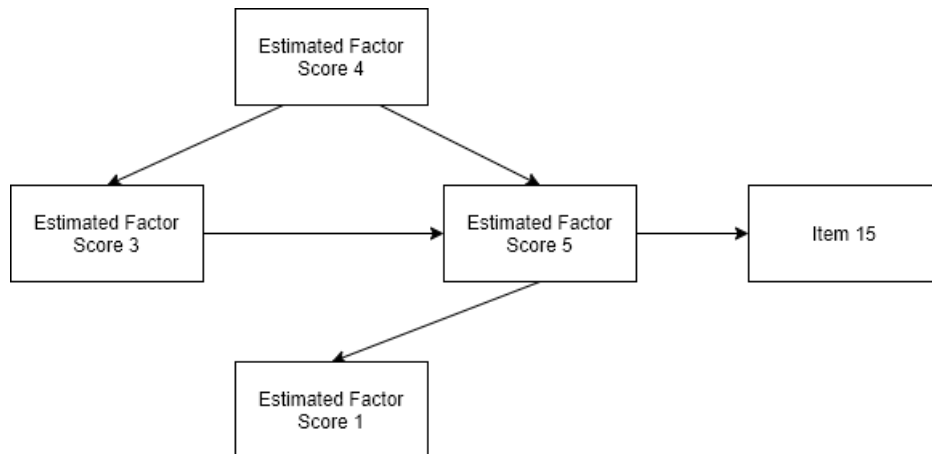 Estimated Factor
Score 4
Estimated Factor
Score 3
Estimated Factor
Score 5
Item 15
Estimated Factor
Score 1